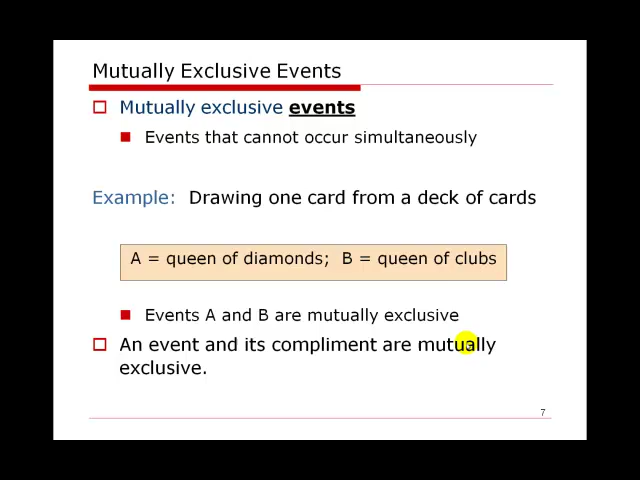 Mutually Exclusive Events
Mutually exclusive events
Events that cannot occur simultaneously
Example: Drawing one card from a deck of cards
A = queen of diamonds; B = queen of clubs
Events A and B are mutually exclusive
An event and its compliment are mutually
exclusive.
7